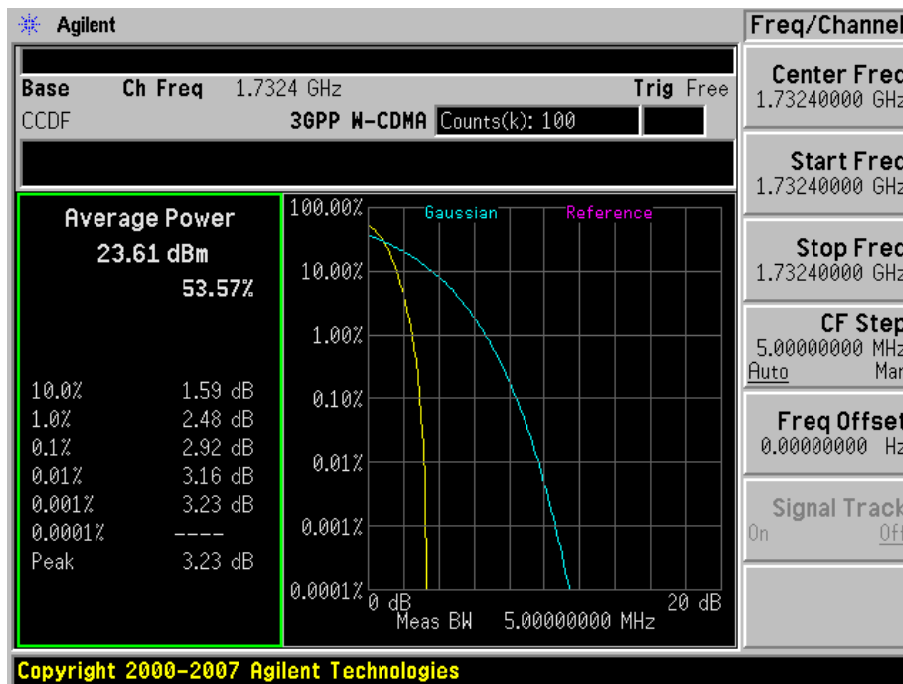 Agilent
Freq/Channel
Base Ch Freq 1.7324 GHz Trig Free
CCDF 3GPP W-CDMA Counts(k): 100
Average Power
23.61 dBm
53.57%
10.0% 1.59 dB
1.0% 2.48 dB
0.1% 2.92 dB
0.01% 3.16 dB
0.001% 3.23 dB
0.0001% ----
Peak 3.23 dB
Gaussian Reference
100.00%
10.00%
1.00%
0.10%
0.01%
0.001%
0.0001%
0 dB 20 dB
Meas BW 5.00000000 MHz
Center Freq
1.73240000 GHz
Start Freq
1.73240000 GHz
Stop Freq
1.73240000 GHz
CF Step
5.00000000 MHz
Auto Man
Freq Offset
0.00000000 Hz
Signal Track
On Off
Copyright 2000-2007 Agilent Technologies